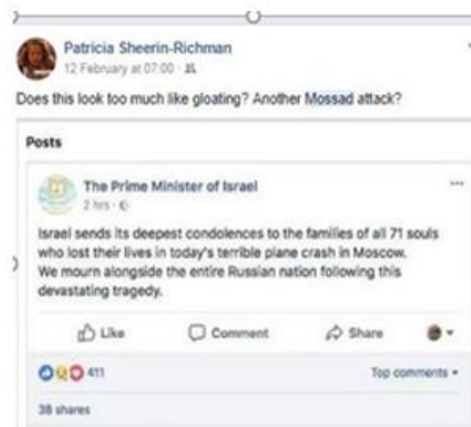 Patricia Sheerin-Richman
12 February at 07:00 ·
Does this look too much like gloating? Another Mossad attack?
Posts
The Prime Minister of Israel
2 hrs ·
Israel sends its deepest condolences to the families of all 71 souls
who lost their lives in today's terrible plane crash in Moscow.
We mourn alongside the entire Russian nation following this
devastating tragedy.
Like Comment Share
411 Top comments
38 shares